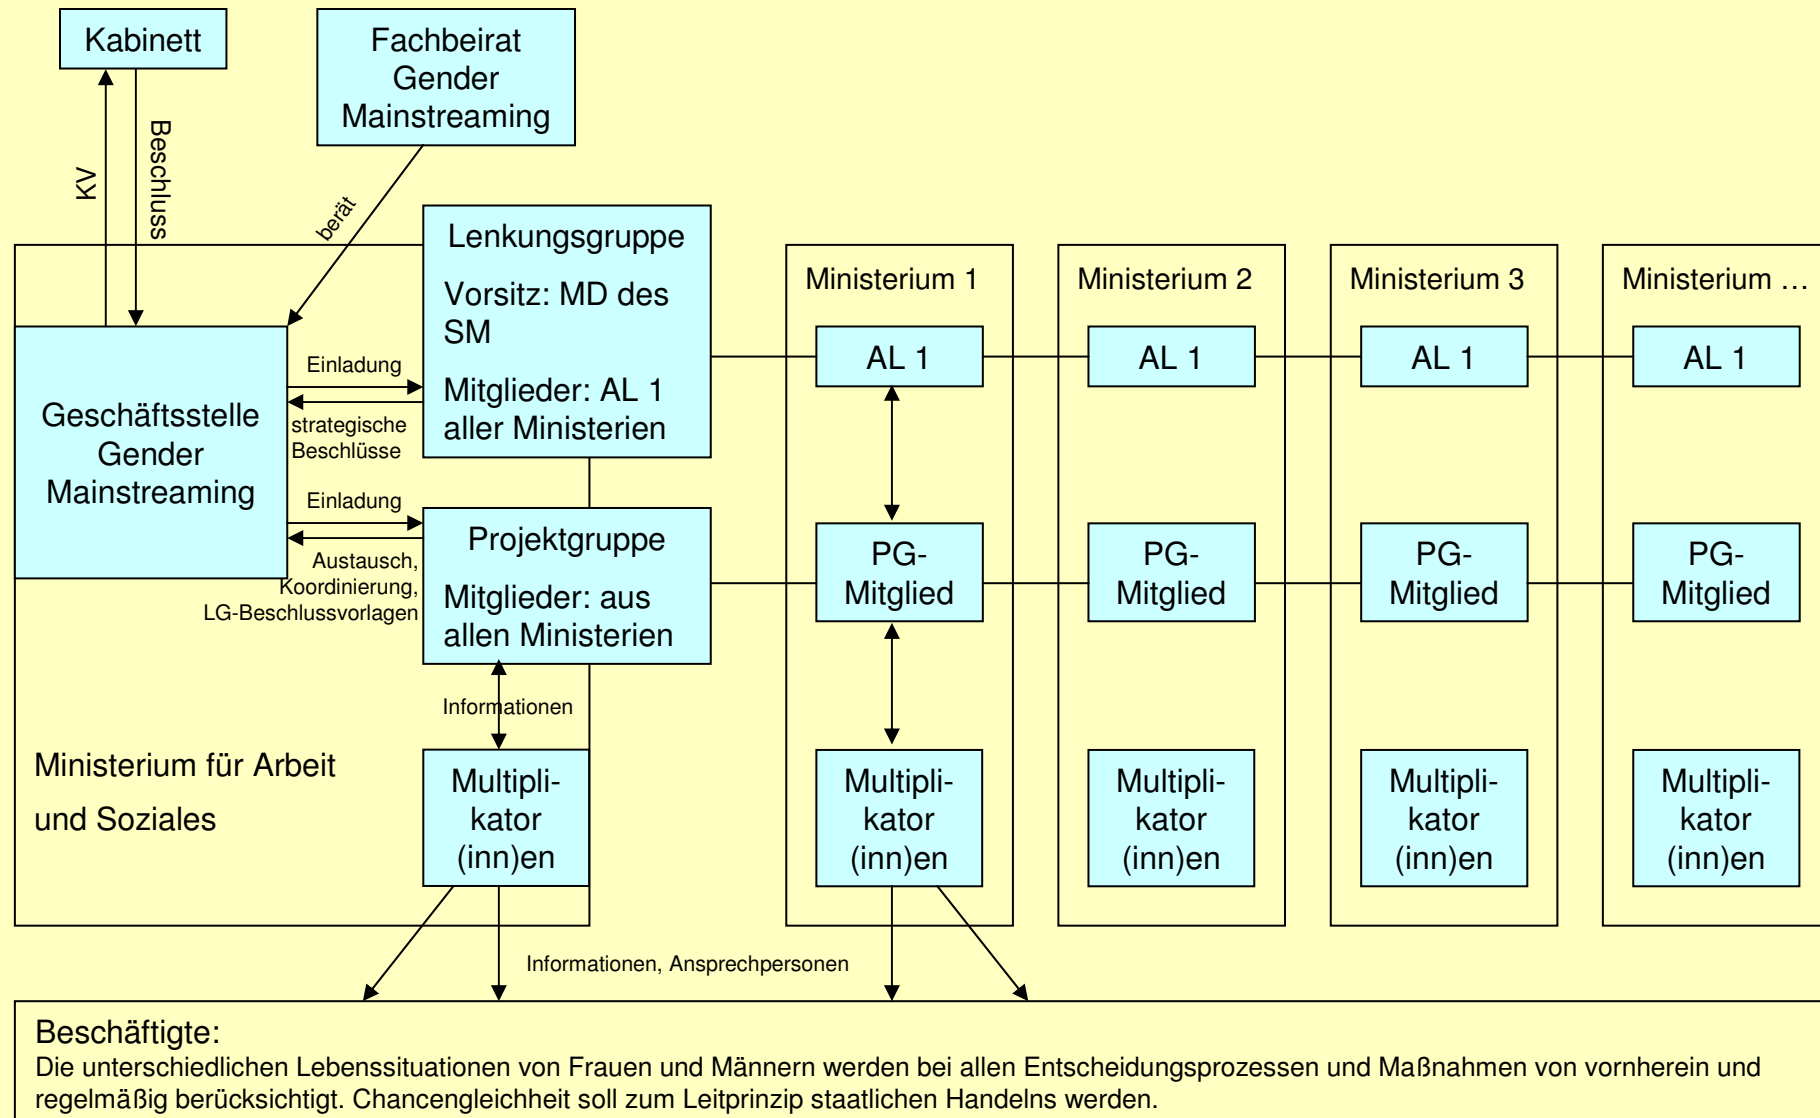 Kabinett
Fachbeirat
Gender
Mainstreaming
KV
Beschluss
berät
Lenkungsgruppe
Vorsitz: MD des
SM
Mitglieder: AL 1
aller Ministerien
Ministerium 1
Ministerium 2
Ministerium 3
Ministerium …
AL 1
AL 1
AL 1
AL 1
Geschäftsstelle
Gender
Mainstreaming
Einladung
strategische
Beschlüsse
Einladung
Austausch,
Koordinierung,
LG-Beschlussvorlagen
Projektgruppe
Mitglieder: aus
allen Ministerien
PG-
Mitglied
PG-
Mitglied
PG-
Mitglied
PG-
Mitglied
Informationen
Ministerium für Arbeit
und Soziales
Multipli-
kator
(inn)en
Multipli-
kator
(inn)en
Multipli-
kator
(inn)en
Multipli-
kator
(inn)en
Multipli-
kator
(inn)en
Informationen, Ansprechpersonen
Beschäftigte:
Die unterschiedlichen Lebenssituationen von Frauen und Männern werden bei allen Entscheidungsprozessen und Maßnahmen von vornherein und
regelmäßig berücksichtigt. Chancengleichheit soll zum Leitprinzip staatlichen Handelns werden.